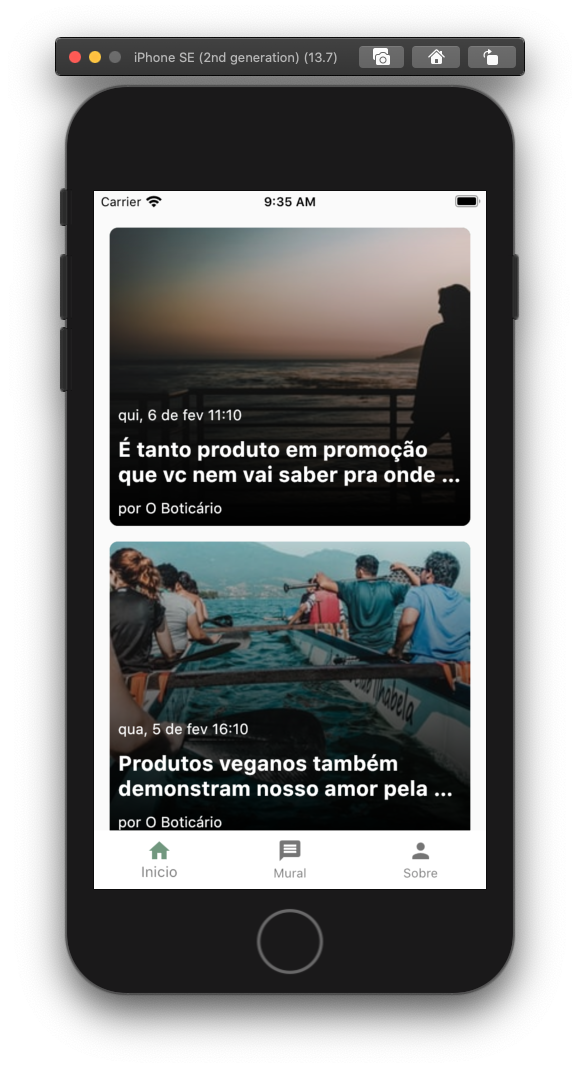 iPhone SE (2nd generation) (13.7)
Carrier
9:35 AM
qui, 6 de fev 11:10
É tanto produto em promoção
que vc nem vai saber pra onde ...
por O Boticário
Ilhabela
qua, 5 de fev 16:10
Produtos veganos também
demonstram nosso amor pela ...
por O Boticário
Inicio
Mural
Sobre